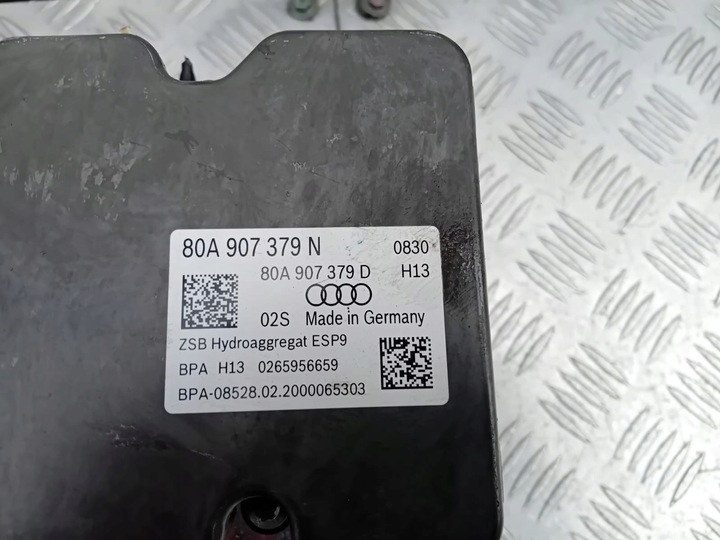 80A 907 379 N 0830
80A 907 379 D H13
02S Made in Germany
ZSB Hydroaggregat ESP9
BPA H13 0265956659
BPA-08528.02.2000065303